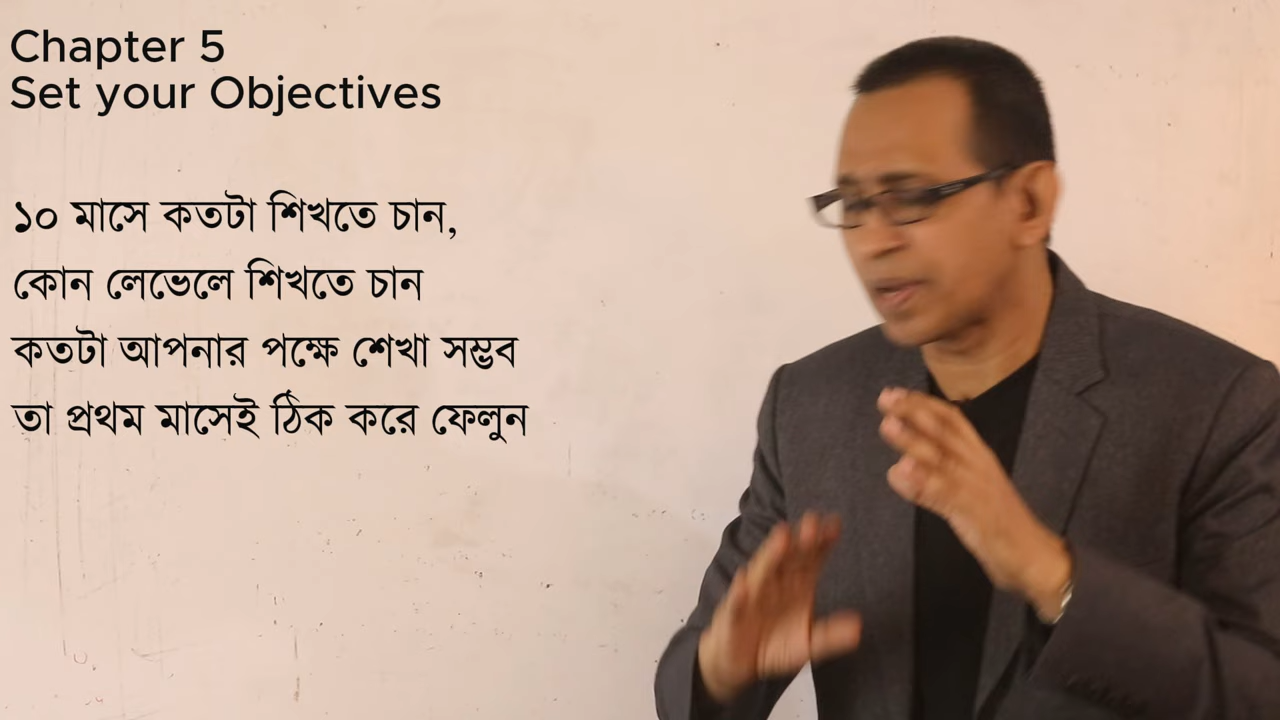 Chapter 5
Set your Objectives
১০ মাসে কতটা শিখতে চান,
কোন লেভেলে শিখতে চান
কতটা আপনার পক্ষে শেখা সম্ভব
তা প্রথম মাসেই ঠিক করে ফেলুন